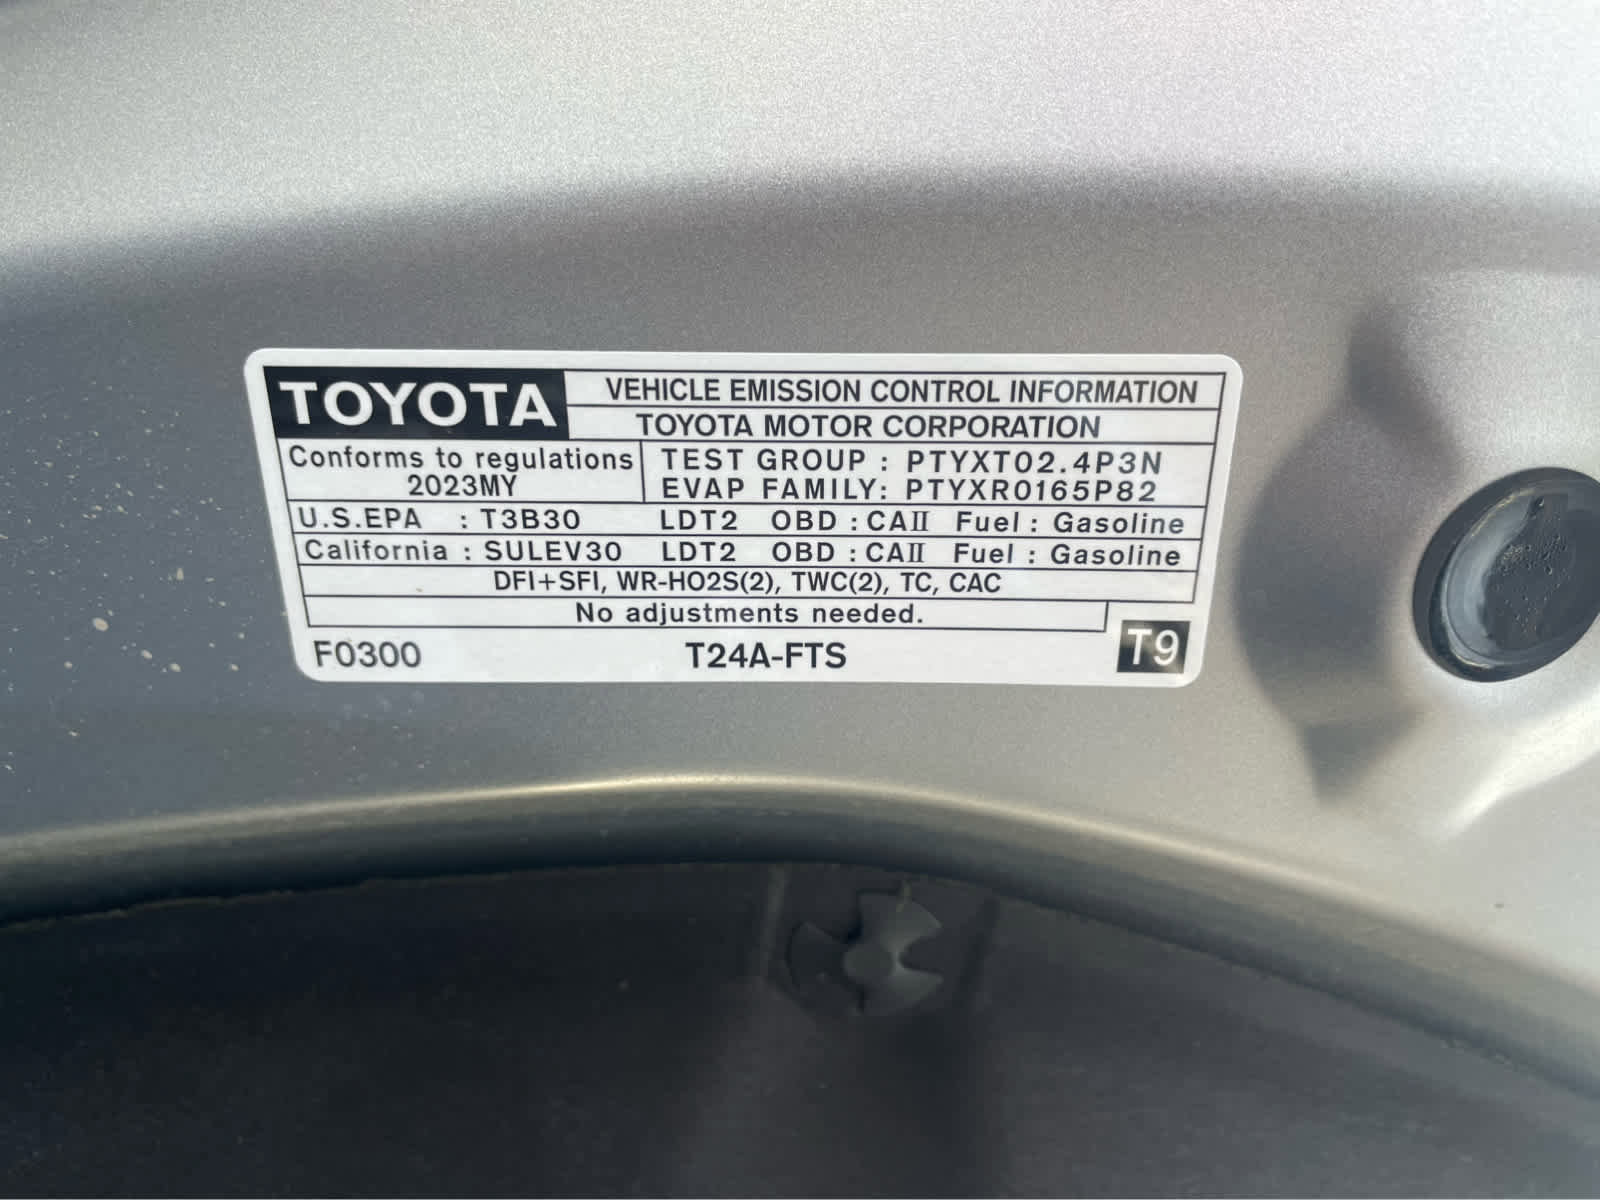 TOYOTA VEHICLE EMISSION CONTROL INFORMATION
TOYOTA MOTOR CORPORATION
Conforms to regulations
2023MY
TEST GROUP : PTYXT02.4P3N
EVAP FAMILY: PTYXR0165P82
U.S.EPA : T3B30 LDT2 OBD : CAⅡ Fuel : Gasoline
California : SULEV30 LDT2 OBD : CAⅡ Fuel : Gasoline
DFI+SFI, WR-HO2S(2), TWC(2), TC, CAC
No adjustments needed.
F0300 T24A-FTS T9